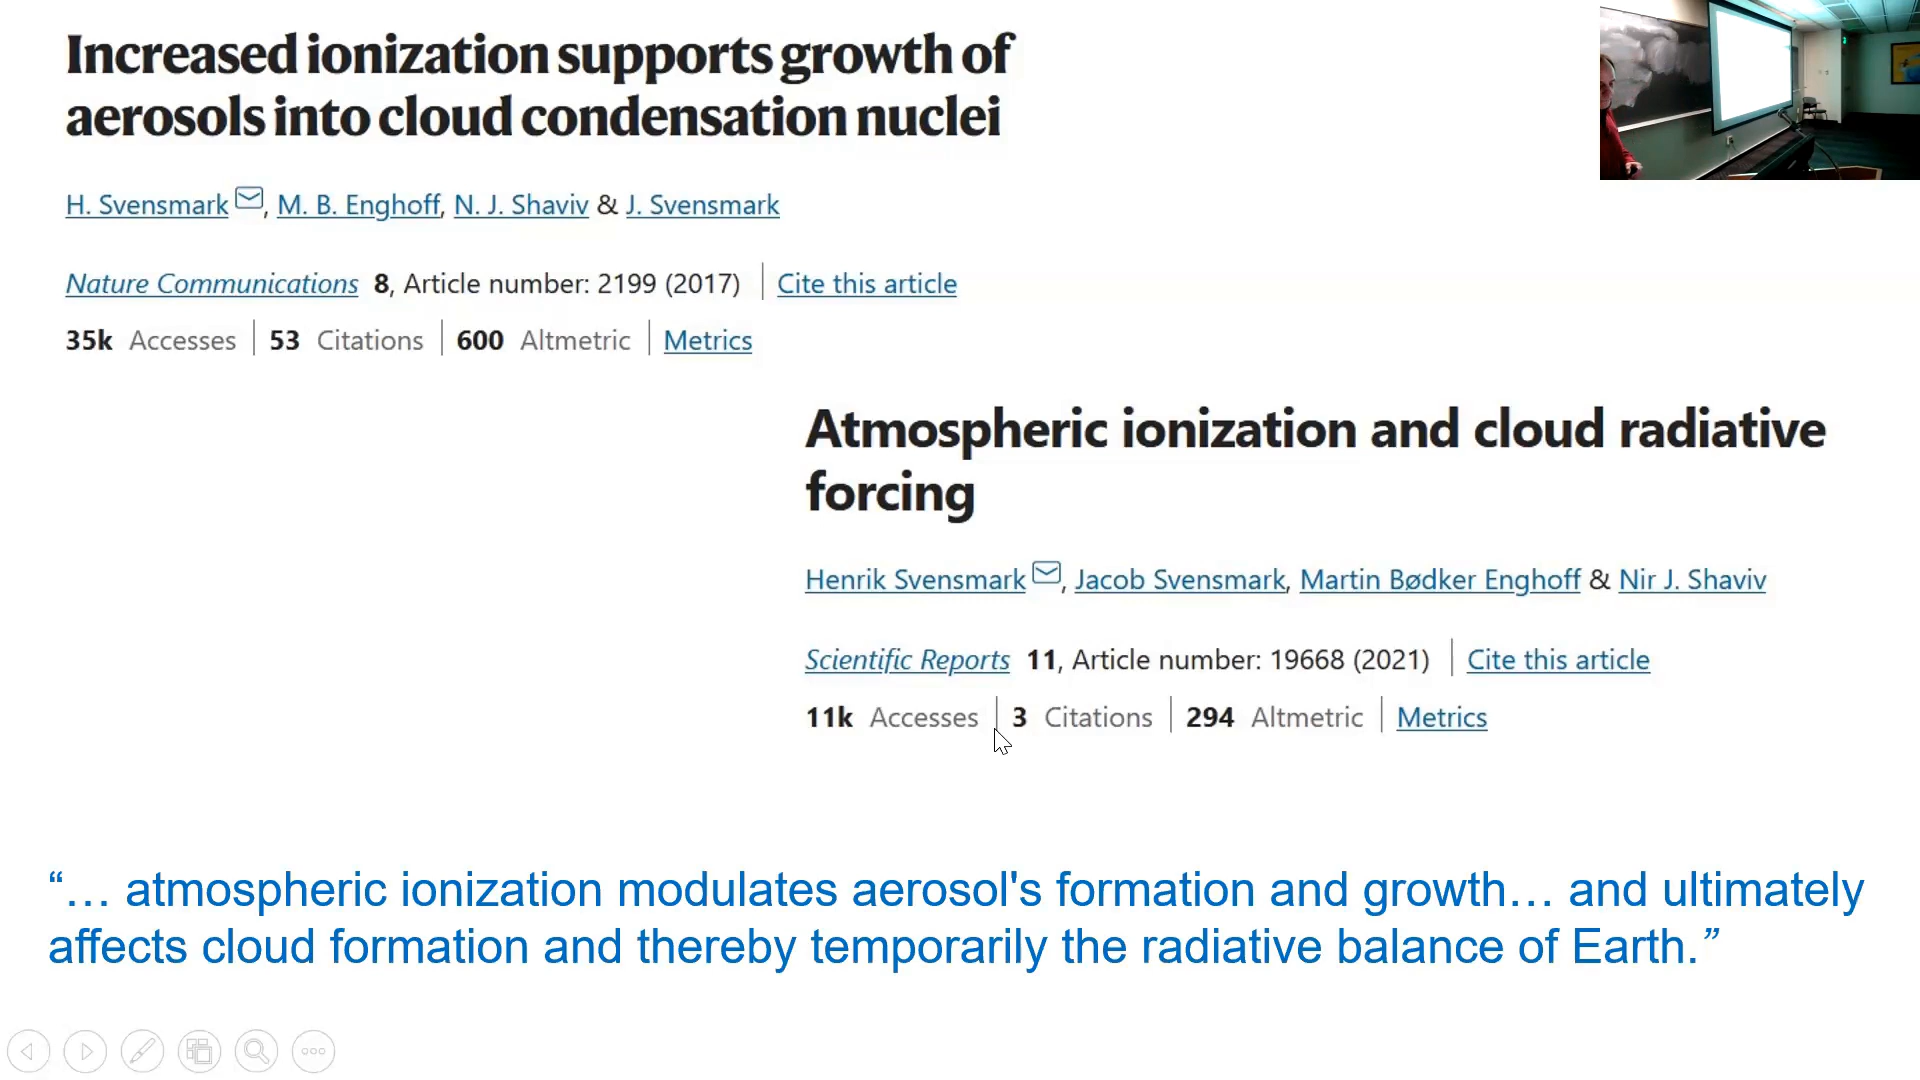 Increased ionization supports growth of
aerosols into cloud condensation nuclei
H. Svensmark, M. B. Enghoff, N. J. Shaviv & J. Svensmark
Nature Communications 8, Article number: 2199 (2017) | Cite this article
35k Accesses | 53 Citations | 600 Altmetric | Metrics
Atmospheric ionization and cloud radiative
forcing
Henrik Svensmark, Jacob Svensmark, Martin Bødker Enghoff & Nir J. Shaviv
Scientific Reports 11, Article number: 19668 (2021) | Cite this article
11k Accesses | 3 Citations | 294 Altmetric | Metrics
“… atmospheric ionization modulates aerosol's formation and growth… and ultimately
affects cloud formation and thereby temporarily the radiative balance of Earth.”